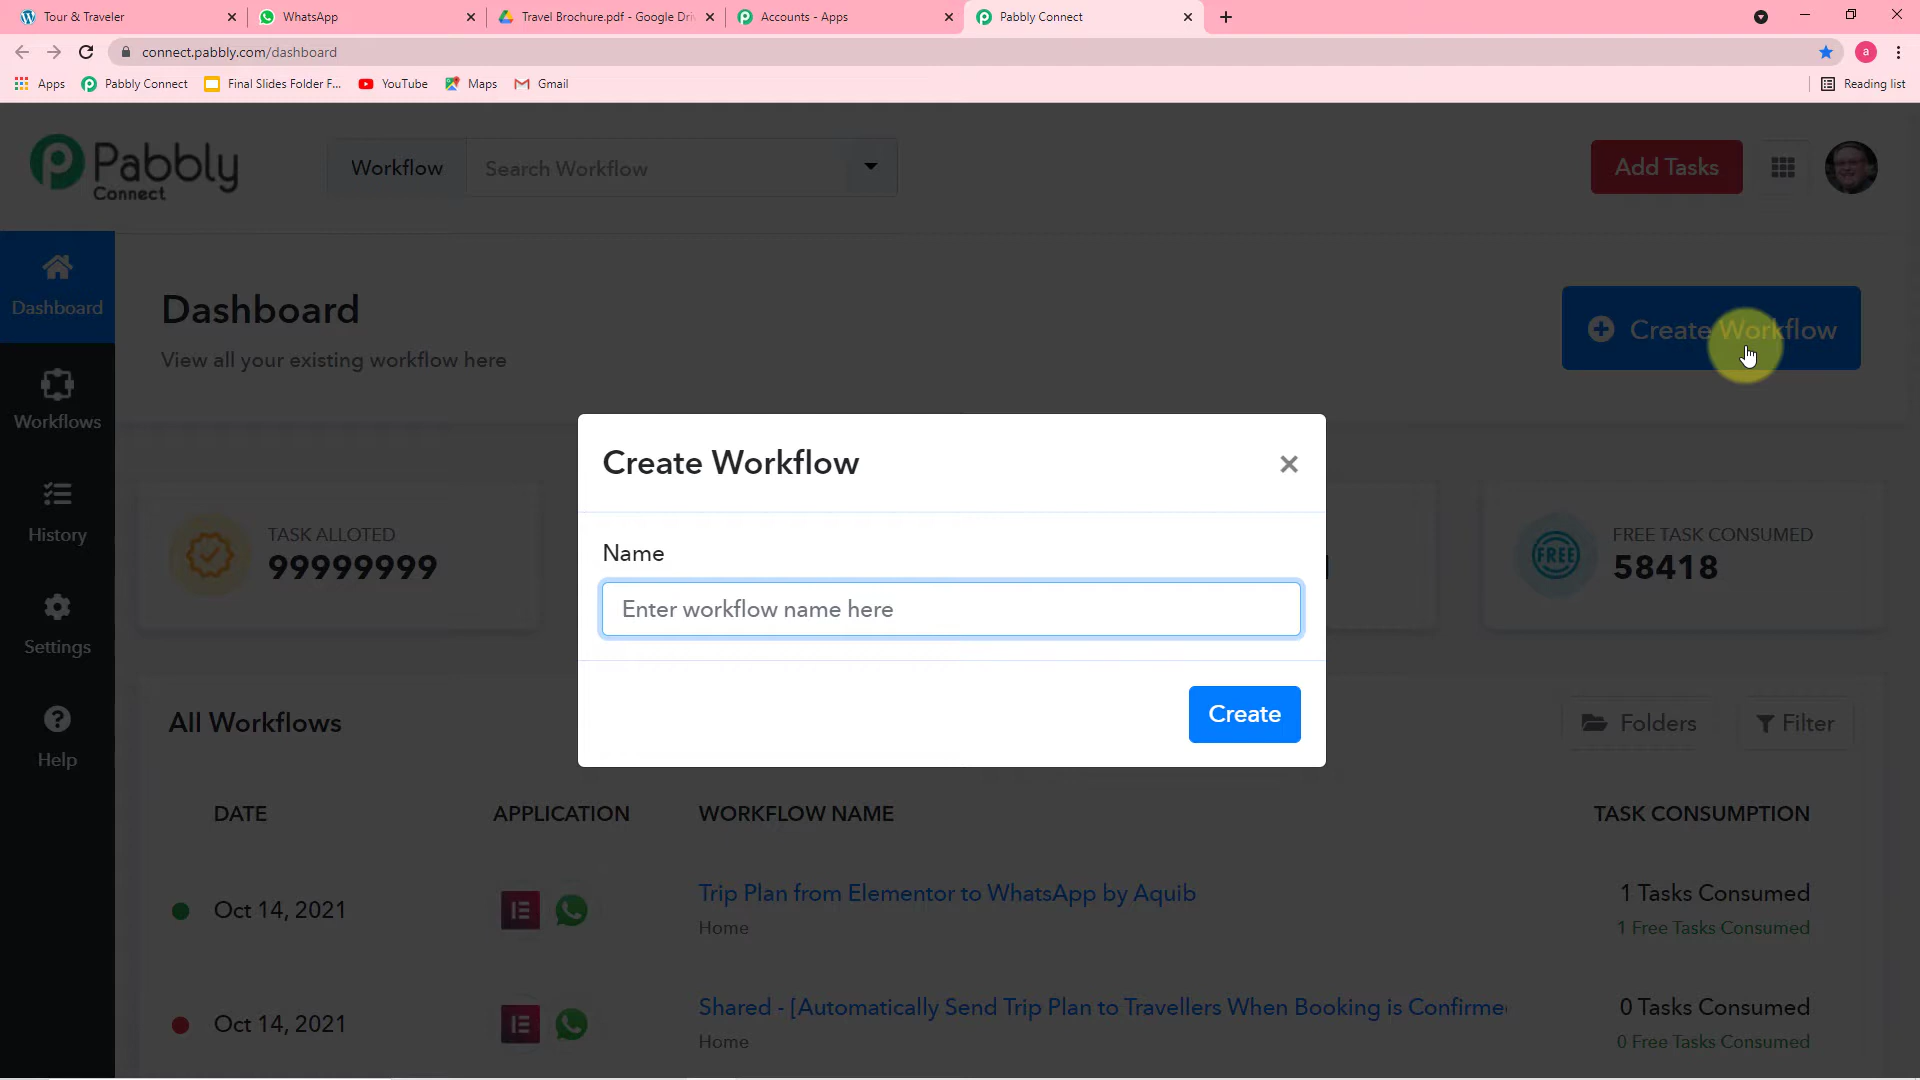 Tour & Traveler
WhatsApp
Travel Brochure.pdf - Google Dri
Accounts - Apps
Pabbly Connect
connect.pabbly.com/dashboard
a
Apps
Pabbly Connect
Final Slides Folder F...
YouTube
Maps
Gmail
Reading list
Pabbly
Connect
Workflow
Search Workflow
Add Tasks
Dashboard
Workflows
History
Settings
Help
Dashboard
View all your existing workflow here
Create Workflow
Create Workflow
Name
Enter workflow name here
Create
TASK ALLOTED
99999999
FREE
FREE TASK CONSUMED
58418
All Workflows
Folders
Filter
DATE
APPLICATION
WORKFLOW NAME
TASK CONSUMPTION
Oct 14, 2021
Trip Plan from Elementor to WhatsApp by Aquib
Home
1 Tasks Consumed
1 Free Tasks Consumed
Oct 14, 2021
Shared - [Automatically Send Trip Plan to Travellers When Booking is Confirme
Home
0 Tasks Consumed
0 Free Tasks Consumed